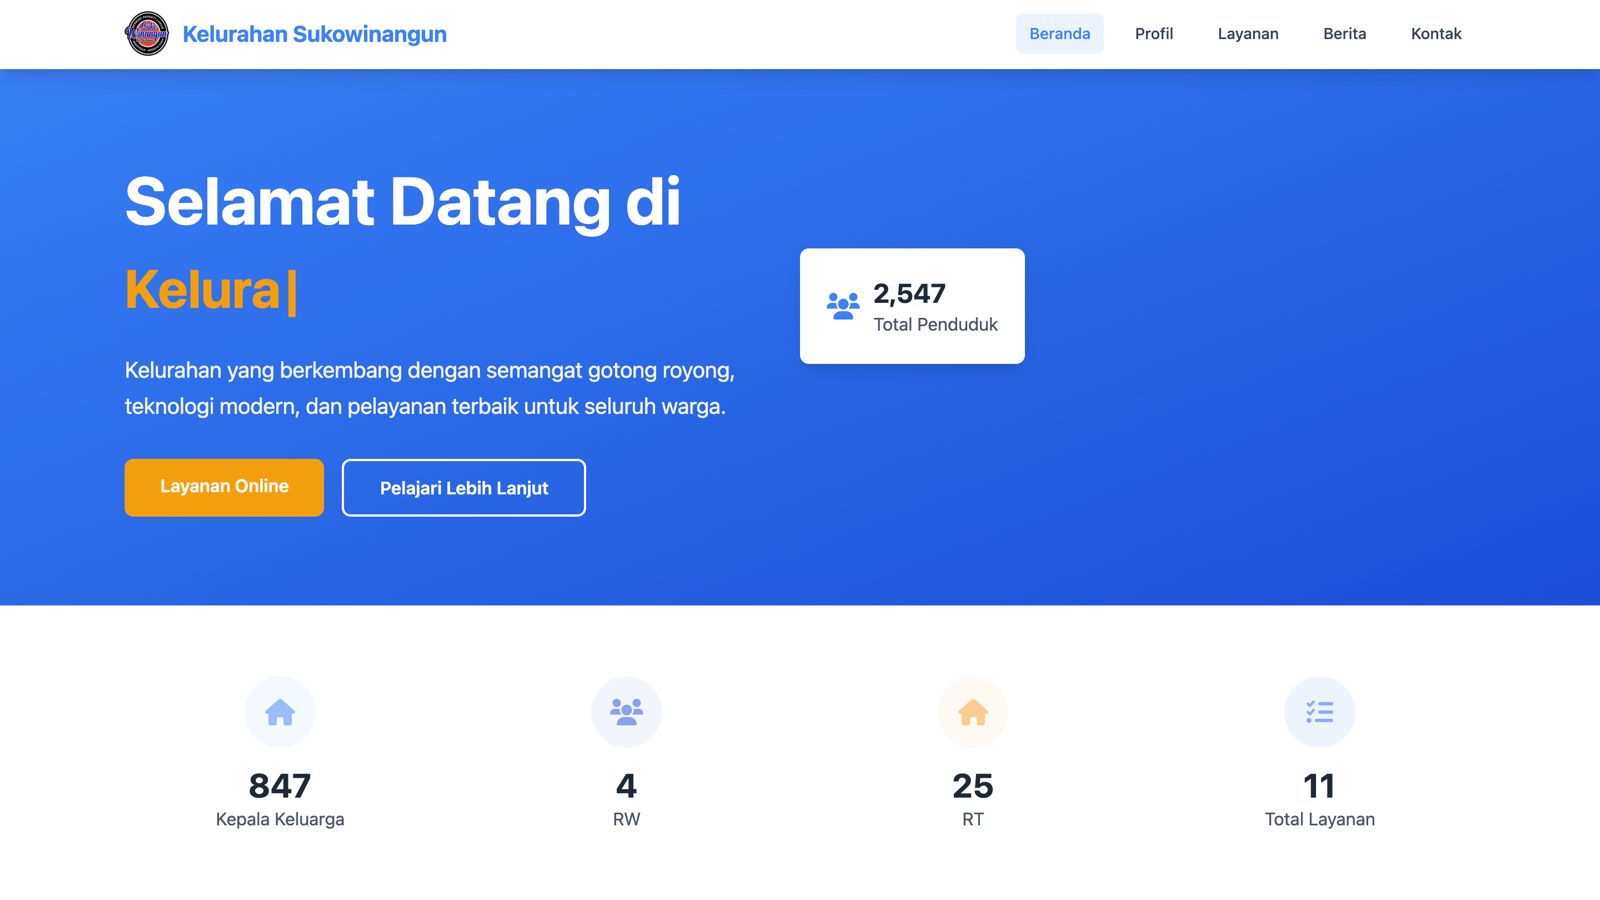 Kelurahan Sukowinangun
Beranda
Profil
Layanan
Berita
Kontak
Selamat Datang di
Kelura|
Kelurahan yang berkembang dengan semangat gotong royong,
teknologi modern, dan pelayanan terbaik untuk seluruh warga.
Layanan Online
Pelajari Lebih Lanjut
2,547
Total Penduduk
847
Kepala Keluarga
4
RW
25
RT
11
Total Layanan